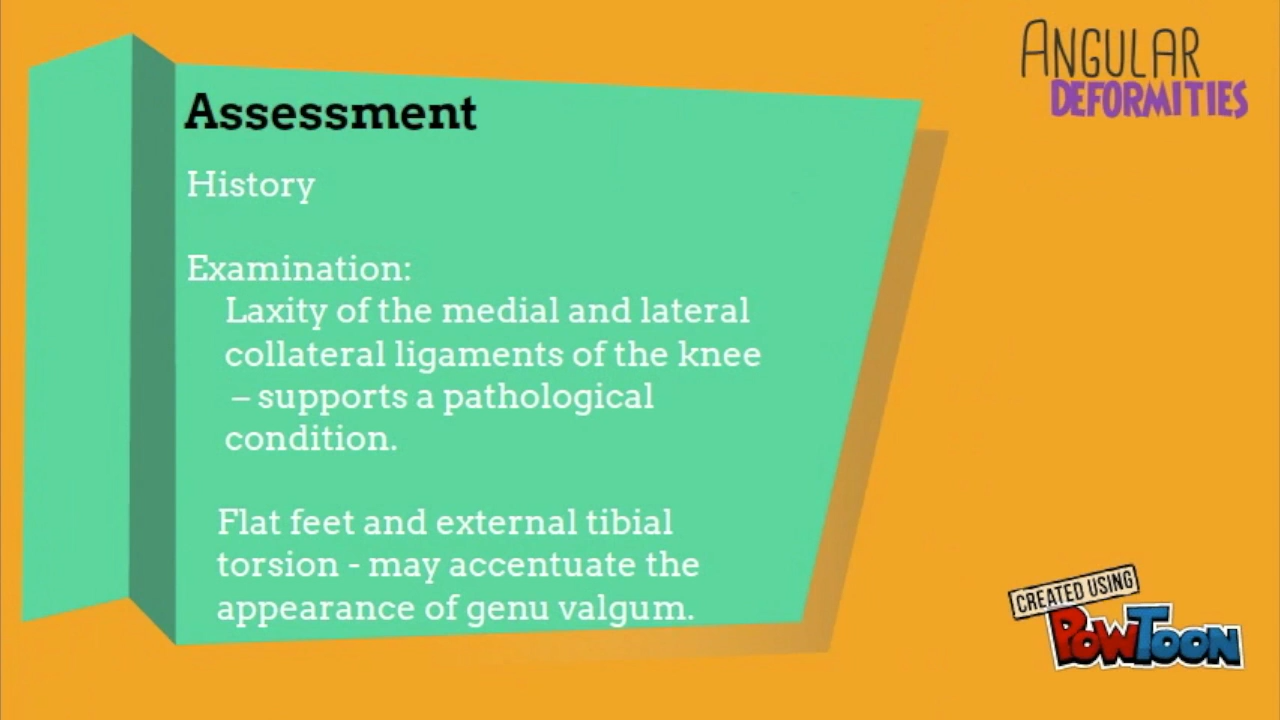 ANGULAR
DEFORMITIES
Assessment
History
Examination:
Laxity of the medial and lateral
collateral ligaments of the knee
– supports a pathological
condition.
Flat feet and external tibial
torsion - may accentuate the
appearance of genu valgum.
CREATED USING
POWTOON